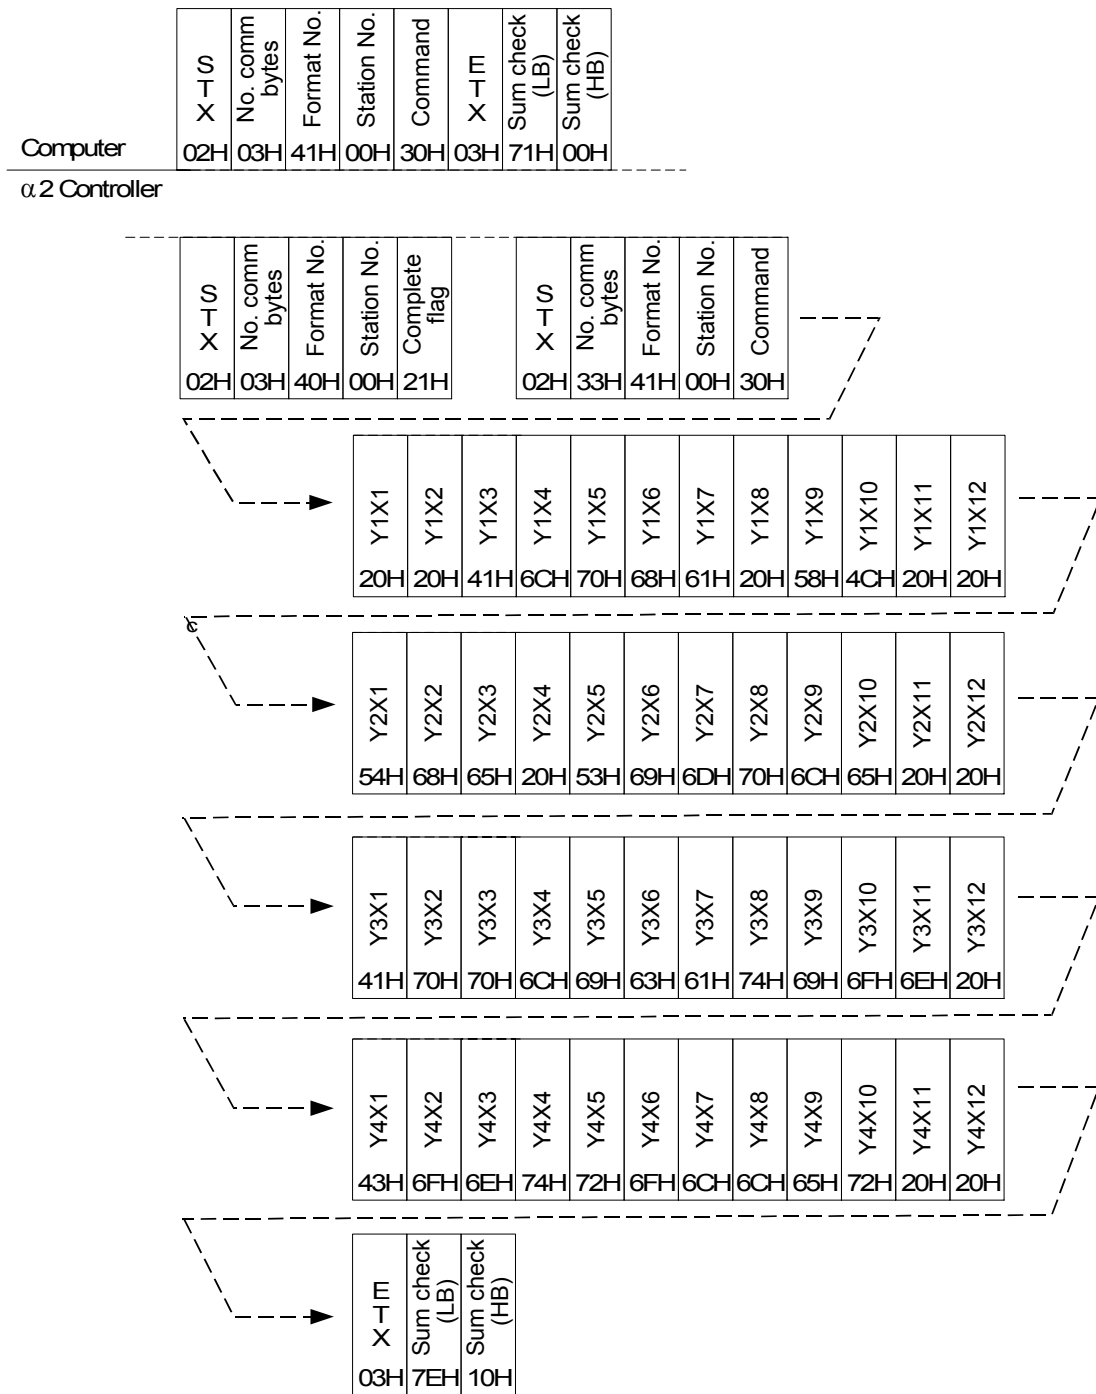 STX No. comm bytes Format No. Station No. Command ETX Sum check (LB) Sum check (HB)
Computer 02H 03H 41H 00H 30H 03H 71H 00H
α2 Controller
STX No. comm bytes Format No. Station No. Complete flag STX No. comm bytes Format No. Station No. Command
02H 03H 40H 00H 21H 02H 33H 41H 00H 30H
Y1X1 Y1X2 Y1X3 Y1X4 Y1X5 Y1X6 Y1X7 Y1X8 Y1X9 Y1X10 Y1X11 Y1X12
20H 20H 41H 6CH 70H 68H 61H 20H 58H 4CH 20H 20H
c
Y2X1 Y2X2 Y2X3 Y2X4 Y2X5 Y2X6 Y2X7 Y2X8 Y2X9 Y2X10 Y2X11 Y2X12
54H 68H 65H 20H 53H 69H 6DH 70H 6CH 65H 20H 20H
Y3X1 Y3X2 Y3X3 Y3X4 Y3X5 Y3X6 Y3X7 Y3X8 Y3X9 Y3X10 Y3X11 Y3X12
41H 70H 70H 6CH 69H 63H 61H 74H 69H 6FH 6EH 20H
Y4X1 Y4X2 Y4X3 Y4X4 Y4X5 Y4X6 Y4X7 Y4X8 Y4X9 Y4X10 Y4X11 Y4X12
43H 6FH 6EH 74H 72H 6FH 6CH 6CH 65H 72H 20H 20H
ETX Sum check (LB) Sum check (HB)
03H 7EH 10H